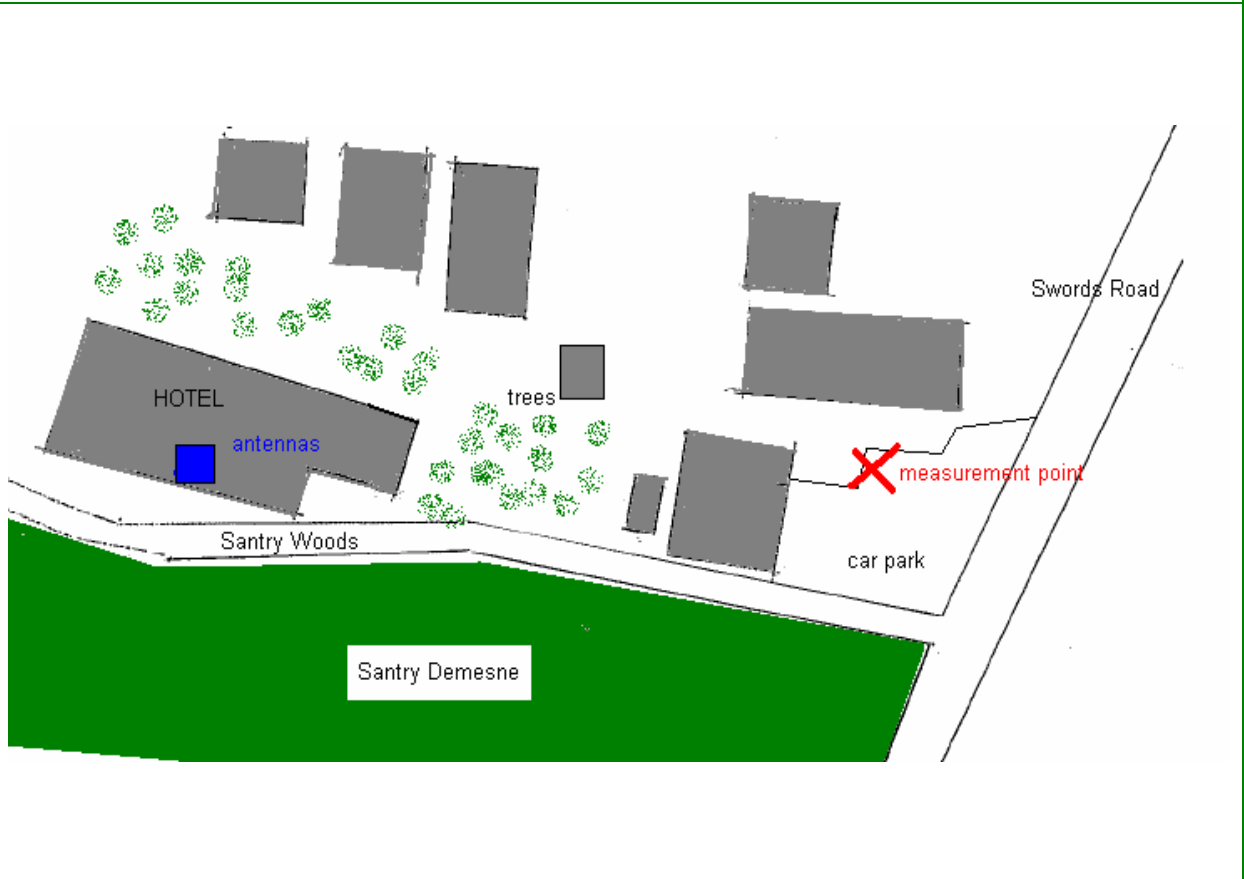 Swords Road
HOTEL
trees
antennas
measurement point
Santry Woods
car park
Santry Demesne